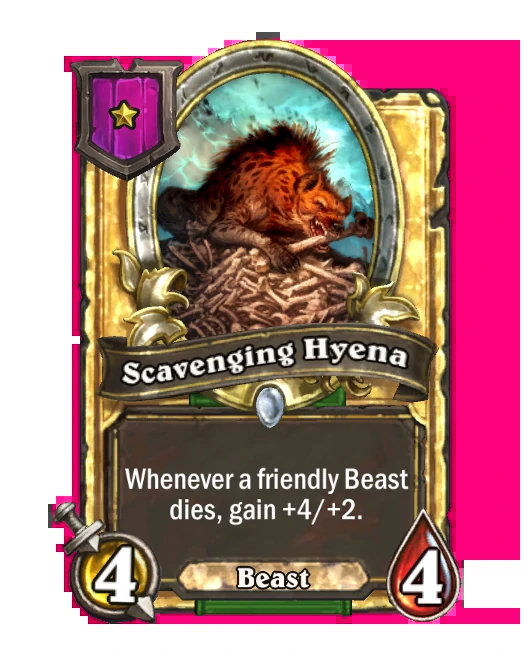 Scavenging Hyena
Whenever a friendly Beast
dies, gain +4/+2.
4
Beast
4